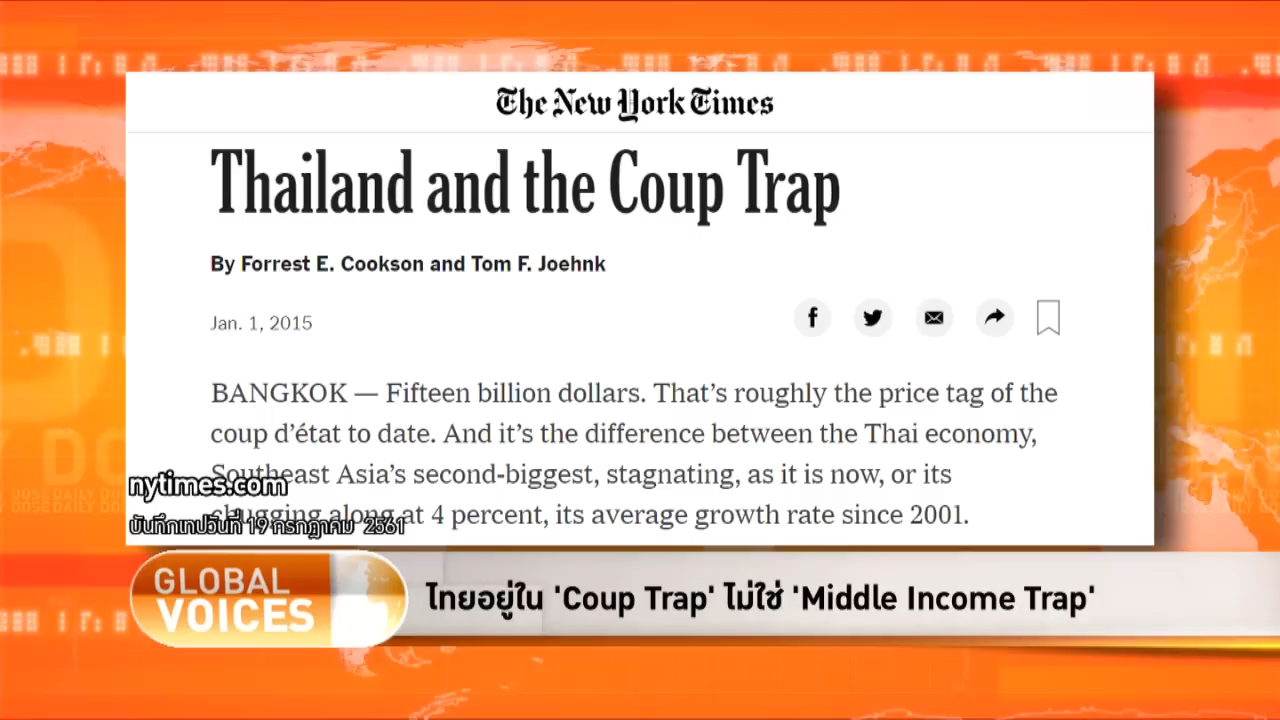 The New York Times
Thailand and the Coup Trap
By Forrest E. Cookson and Tom F. Joehnk
Jan. 1, 2015
BANGKOK — Fifteen billion dollars. That's roughly the price tag of the
coup d'état to date. And it's the difference between the Thai economy,
Southeast Asia's second-biggest, stagnating, as it is now, or its
chugging along at 4 percent, its average growth rate since 2001.
nytimes.com
บันทึกเทปวันที่ 19 กรกฎาคม 2561
GLOBAL
VOICES
ไทยอยู่ใน 'Coup Trap' ไม่ใช่ 'Middle Income Trap'